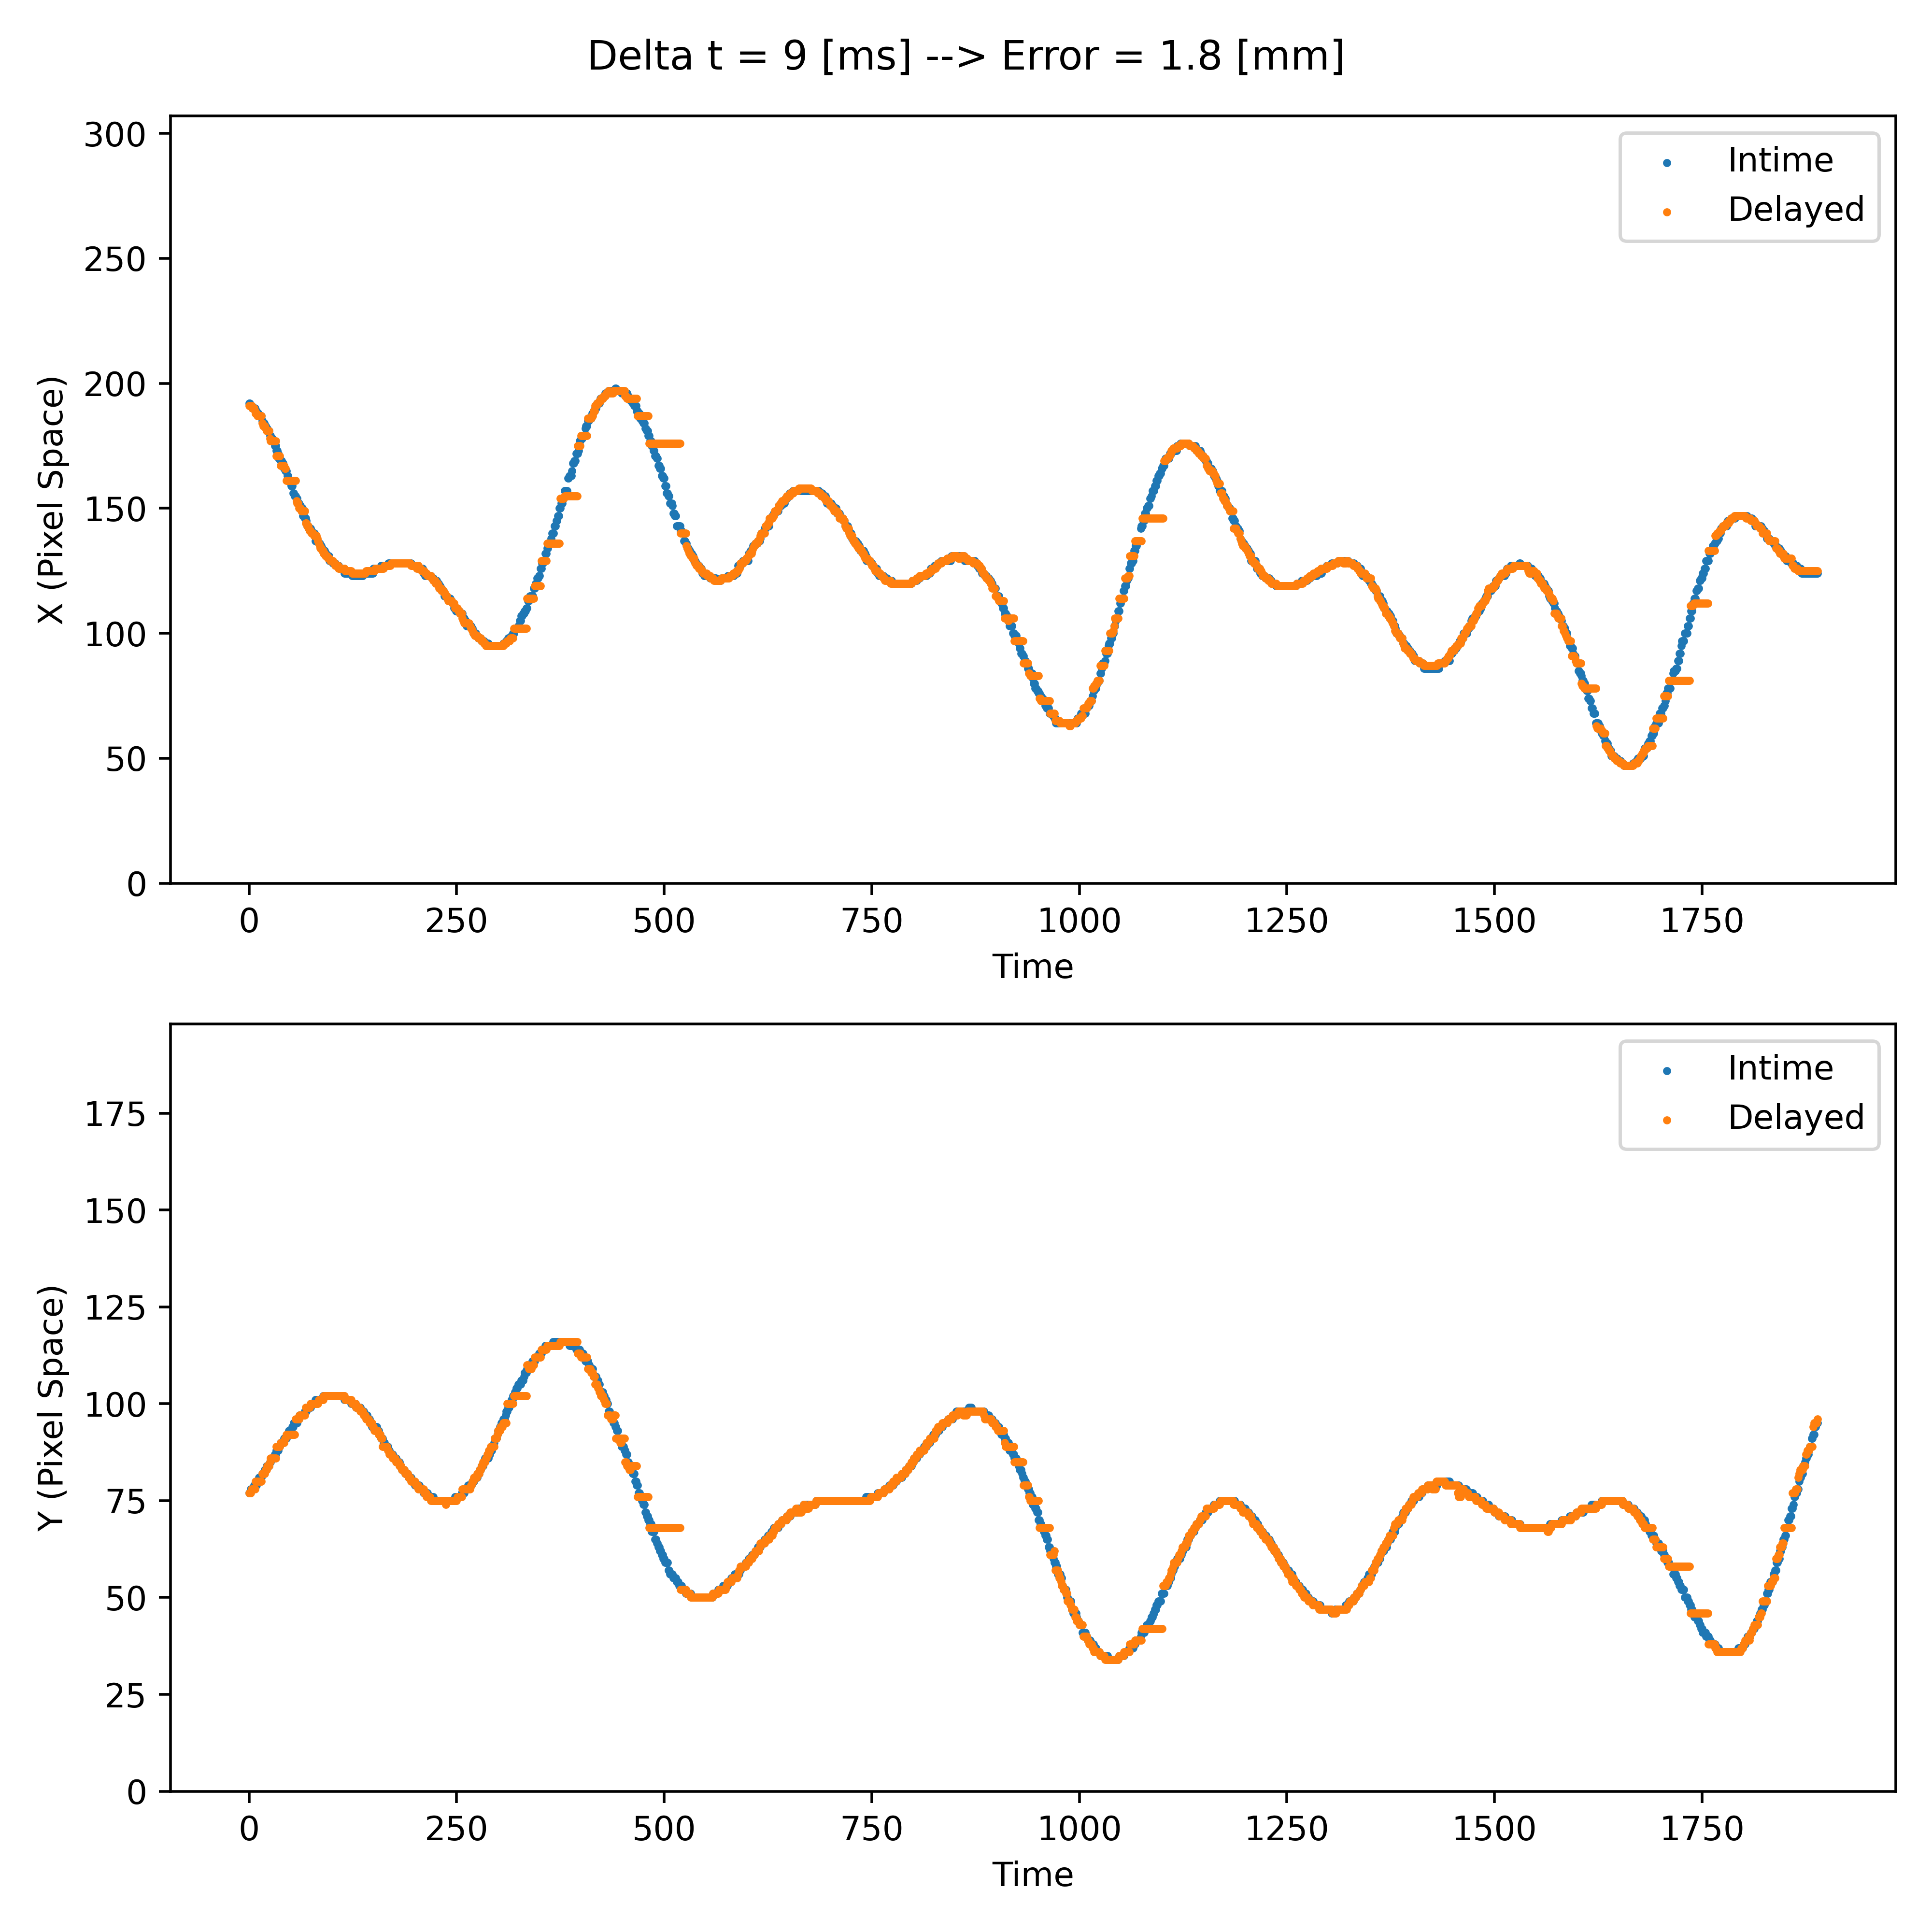 Delta t = 9 [ms] --> Error = 1.8 [mm]
300
250
200
150
100
50
0
X (Pixel Space)
Intime
Delayed
0 250 500 750 1000 1250 1500 1750
Time
175
150
125
100
75
50
25
0
Y (Pixel Space)
Intime
Delayed
0 250 500 750 1000 1250 1500 1750
Time